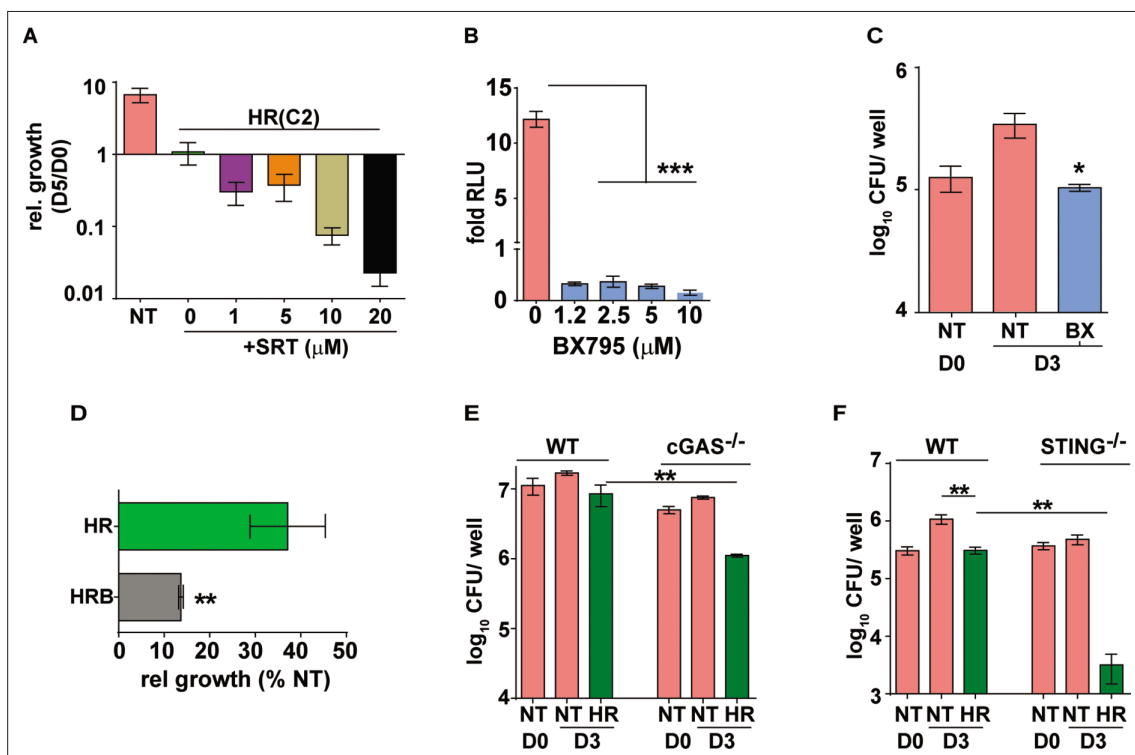 A
rel. growth
(D5/D0)
10
1
0.1
0.01
HR(C2)
NT 0 1 5 10 20
+SRT (μM)
B
fold RLU
15
10
5
1
0
***
0 1.2 2.5 5 10
BX795 (μM)
C
log10 CFU/ well
6
5
4
*
NT NT BX
D0 D3
D
HR
HRB
**
0 10 20 30 40 50
rel growth (% NT)
E
WT cGAS-/-
**
log10 CFU/ well
7
6
5
4
NT NT HR NT NT HR
D0 D3 D0 D3
F
WT STING-/-
** **
log10 CFU/ well
7
6
5
4
3
NT NT HR NT NT HR
D0 D3 D0 D3